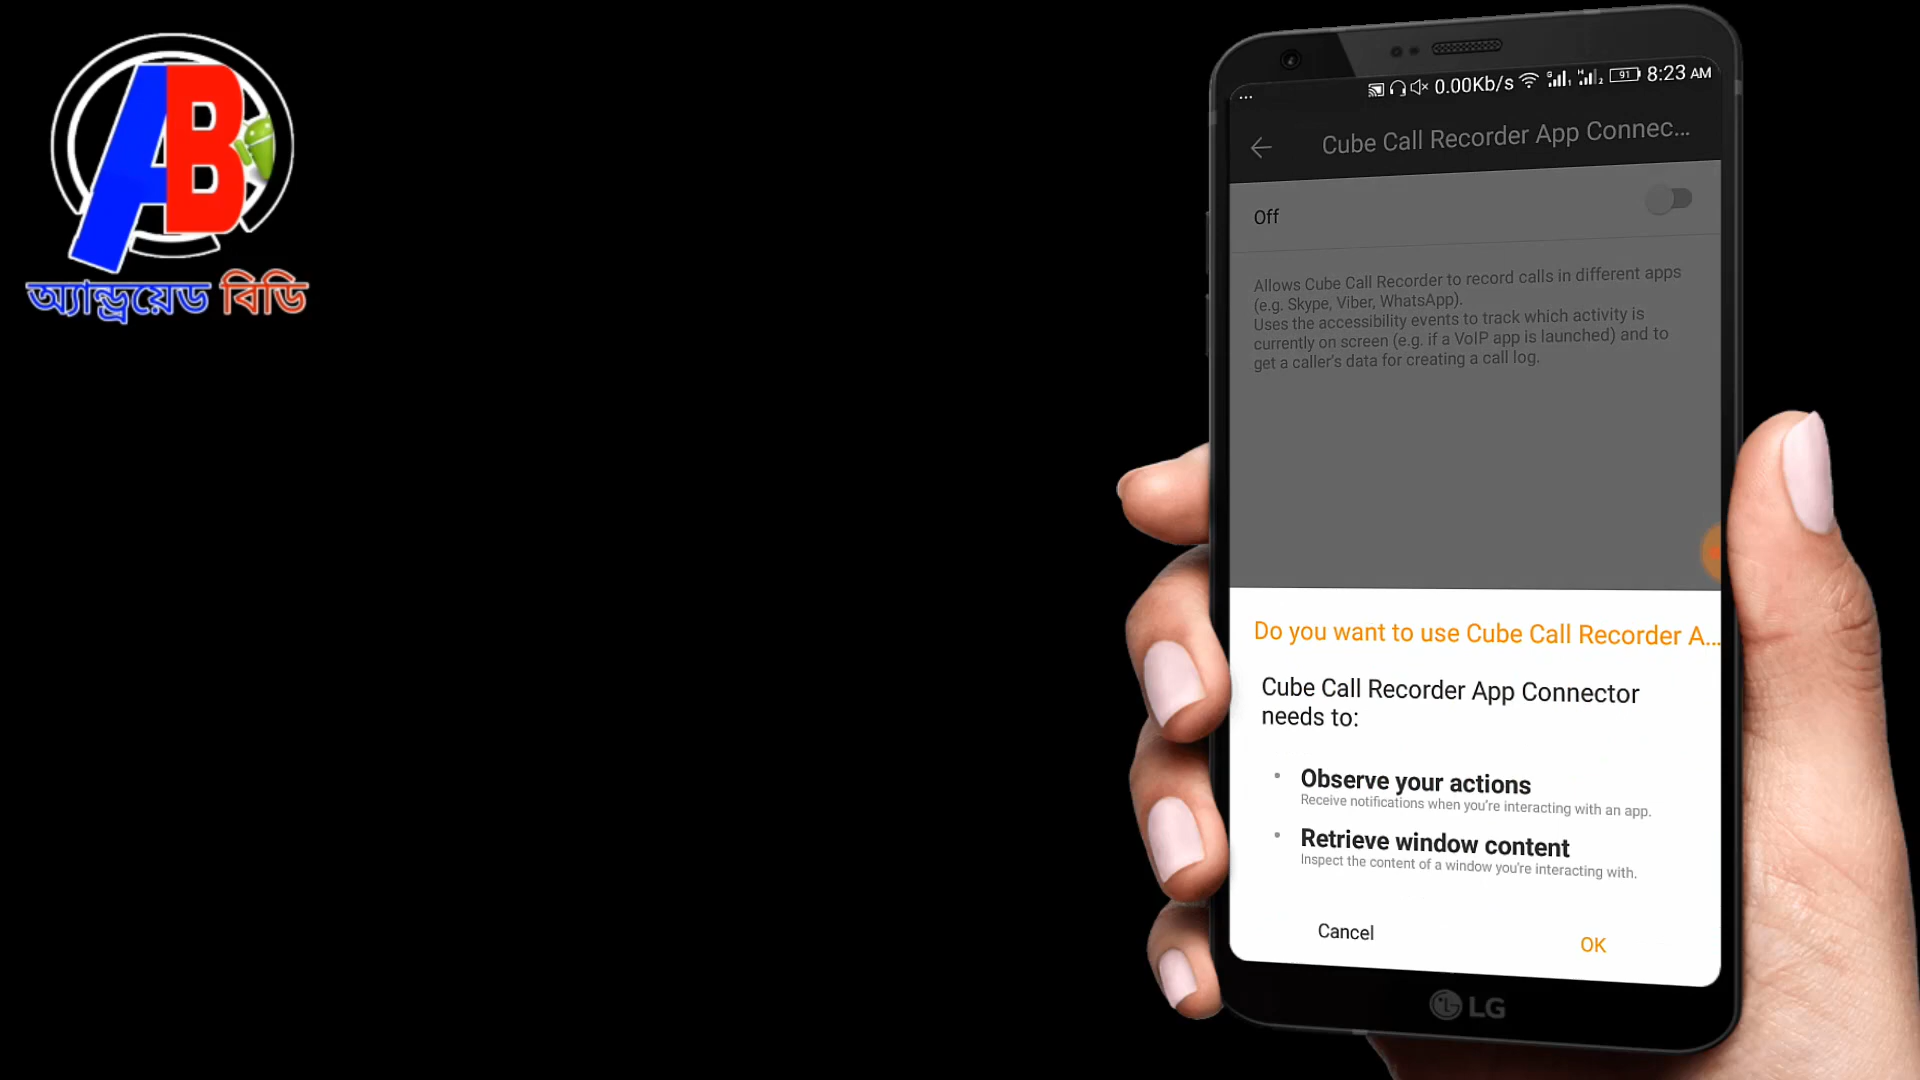 AB
অ্যান্ড্রয়েড বিডি
... 0.00Kb/s 91 8:23 AM
Cube Call Recorder App Connec...
Off
Allows Cube Call Recorder to record calls in different apps
(e.g. Skype, Viber, WhatsApp).
Uses the accessibility events to track which activity is
currently on screen (e.g. if a VoIP app is launched) and to
get a caller's data for creating a call log.
Do you want to use Cube Call Recorder A...
Cube Call Recorder App Connector
needs to:
• Observe your actions
Receive notifications when you're interacting with an app.
• Retrieve window content
Inspect the content of a window you're interacting with.
Cancel OK
LG